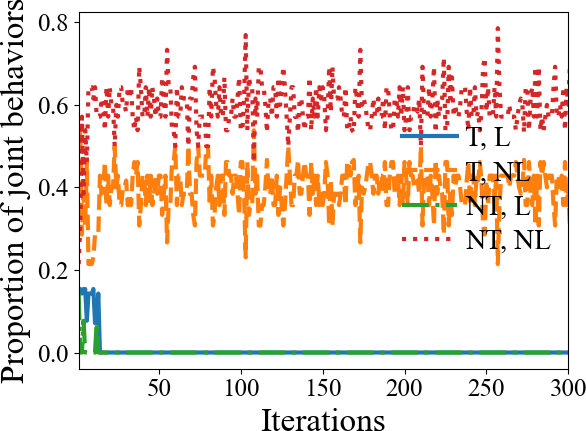 Proportion of joint behaviors
0.8
0.6
0.4
0.2
0.0
T, L
T, NL
NT, L
NT, NL
50
100
150
200
250
300
Iterations